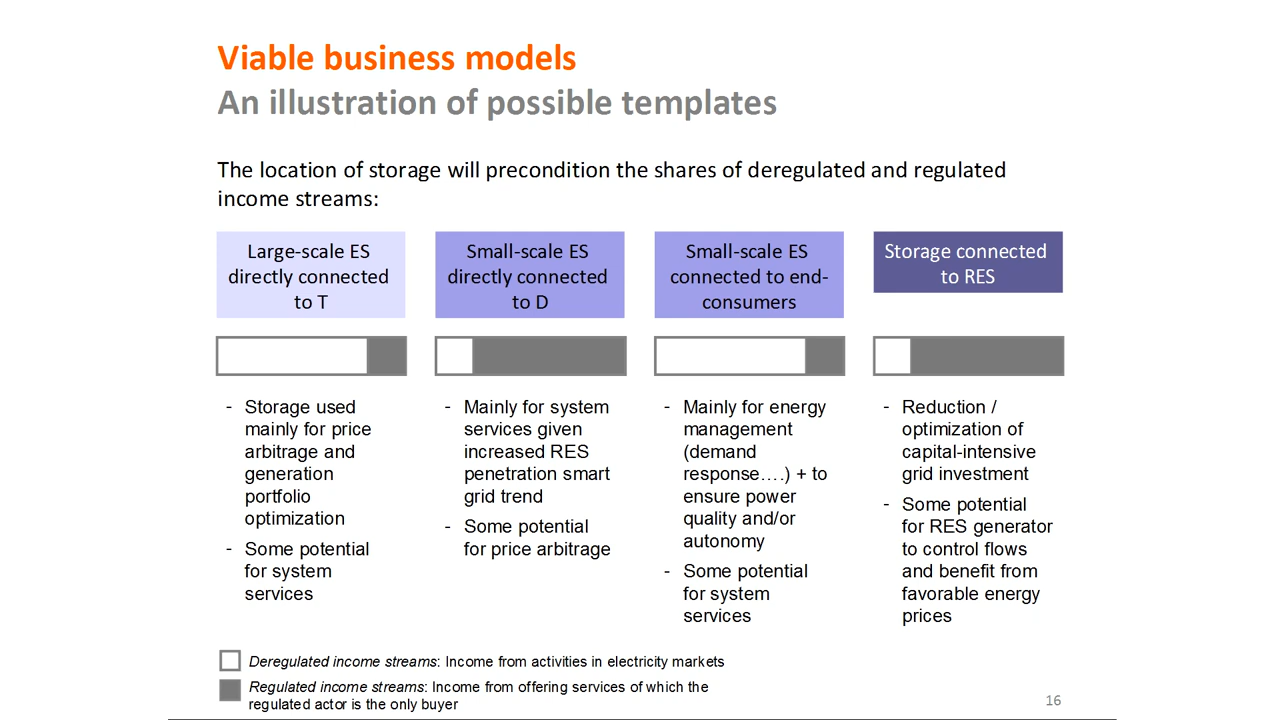 Viable business models
An illustration of possible templates
The location of storage will precondition the shares of deregulated and regulated
income streams:
Large-scale ES
directly connected
to T
Small-scale ES
directly connected
to D
Small-scale ES
connected to end-
consumers
Storage connected
to RES
- Storage used
mainly for price
arbitrage and
generation
portfolio
optimization
- Some potential
for system
services
- Mainly for system
services given
increased RES
penetration smart
grid trend
- Some potential
for price arbitrage
- Mainly for energy
management
(demand
response….) + to
ensure power
quality and/or
autonomy
- Some potential
for system
services
- Reduction /
optimization of
capital-intensive
grid investment
- Some potential
for RES generator
to control flows
and benefit from
favorable energy
prices
Deregulated income streams: Income from activities in electricity markets
Regulated income streams: Income from offering services of which the
regulated actor is the only buyer
16